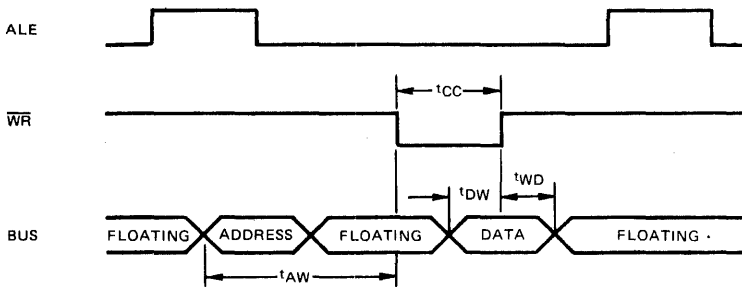 ALE
tCC
WR
tDW
tWD
BUS
FLOATING ADDRESS FLOATING DATA FLOATING
tAW